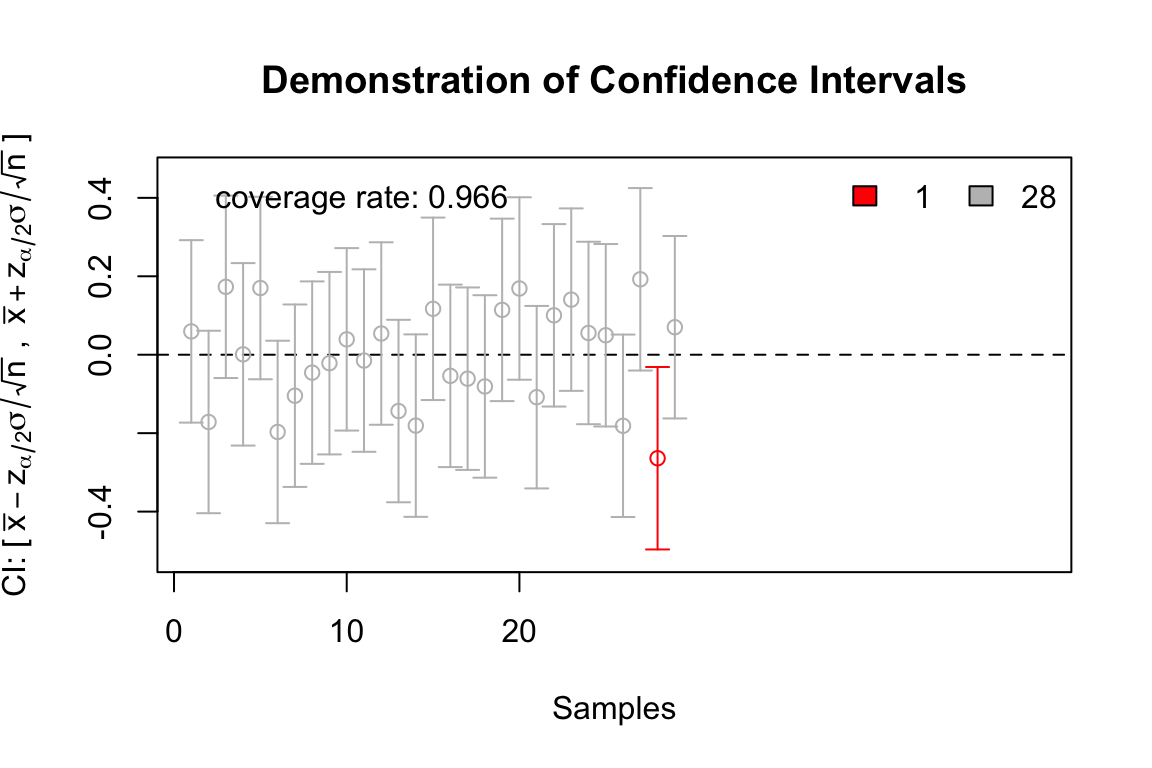 Demonstration of Confidence Intervals
CI: [ x̅ − zα/2σ/√n , x̅ + zα/2σ/√n ]
coverage rate: 0.966
1
28
0.4
0.2
0.0
-0.4
0
10
20
Samples